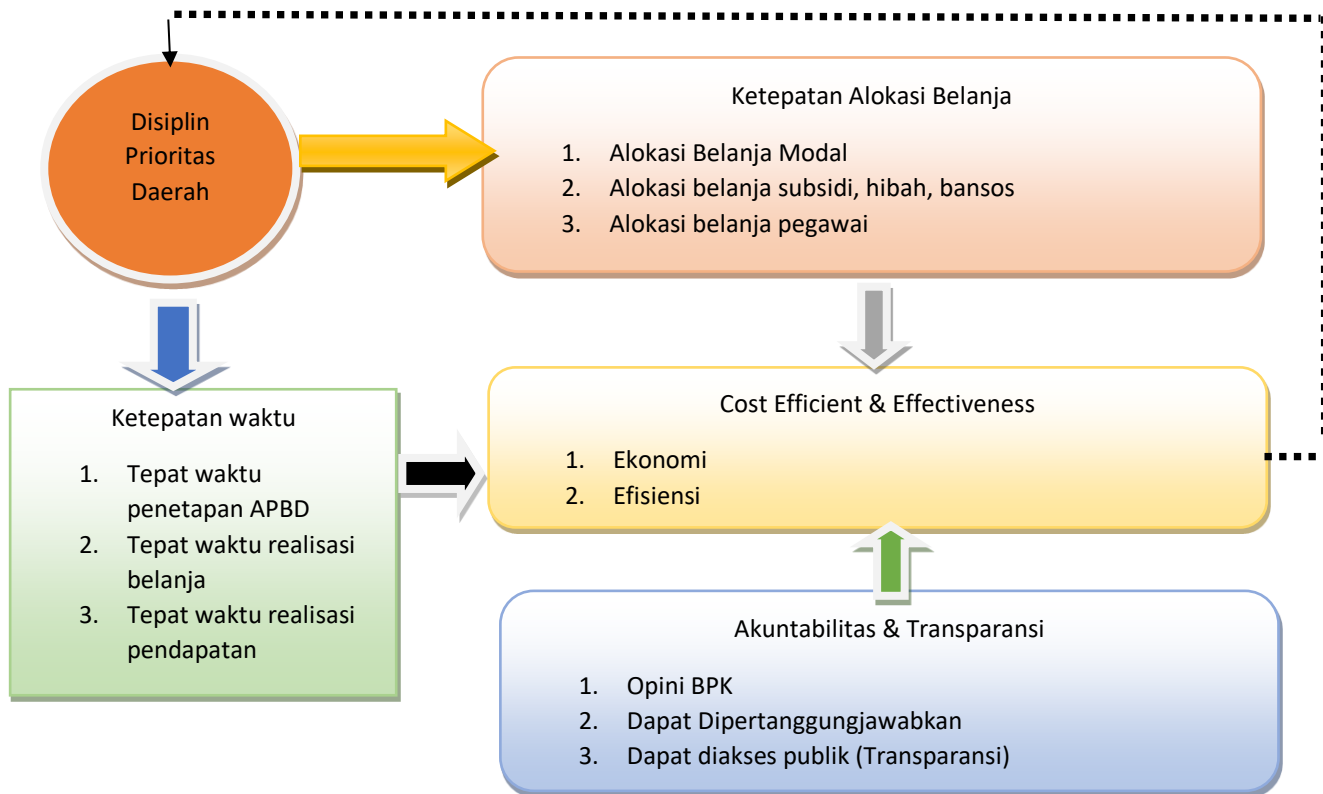 Disiplin
Prioritas
Daerah
Ketepatan Alokasi Belanja
1. Alokasi Belanja Modal
2. Alokasi belanja subsidi, hibah, bansos
3. Alokasi belanja pegawai
Ketepatan waktu
1. Tepat waktu
penetapan APBD
2. Tepat waktu realisasi
belanja
3. Tepat waktu realisasi
pendapatan
Cost Efficient & Effectiveness
1. Ekonomi
2. Efisiensi
Akuntabilitas & Transparansi
1. Opini BPK
2. Dapat Dipertanggungjawabkan
3. Dapat diakses publik (Transparansi)